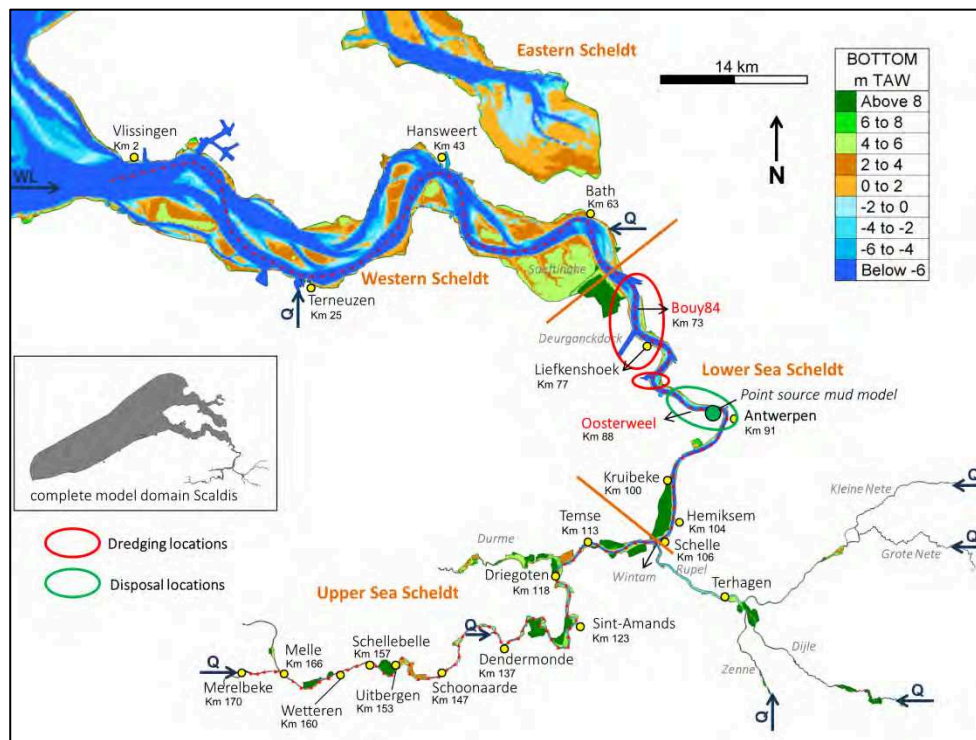 Eastern Scheldt
14 km
N
BOTTOM
m TAW
Above 8
6 to 8
4 to 6
2 to 4
0 to 2
-2 to 0
-4 to -2
-6 to -4
Below -6
Vlissingen
Km 2
Hansweert
Km 43
WL
Bath
Km 63
Q
Western Scheldt
Saeftinghe
Terneuzen
Km 25
Q
Bouy84
Km 73
Deurganckdock
Liefkenshoek
Km 77
Lower Sea Scheldt
Point source mud model
Oosterweel
Km 88
Antwerpen
Km 91
complete model domain Scaldis
Dredging locations
Disposal locations
Kruibeke
Km 100
Kleine Nete
Q
Hemiksem
Km 104
Temse
Km 113
Q
Grote Nete
Schelle
Km 106
Durme
Wintam
Rupel
Terhagen
Driegoten
Km 118
Upper Sea Scheldt
Sint-Amands
Km 123
Q
Dijle
Zenne
Schellebelle
Km 157
Melle
Km 166
Dendermonde
Km 137
Q
Merelbeke
Km 170
Wetteren
Km 160
Uitbergen
Km 153
Schoonaarde
Km 147
Q
Q